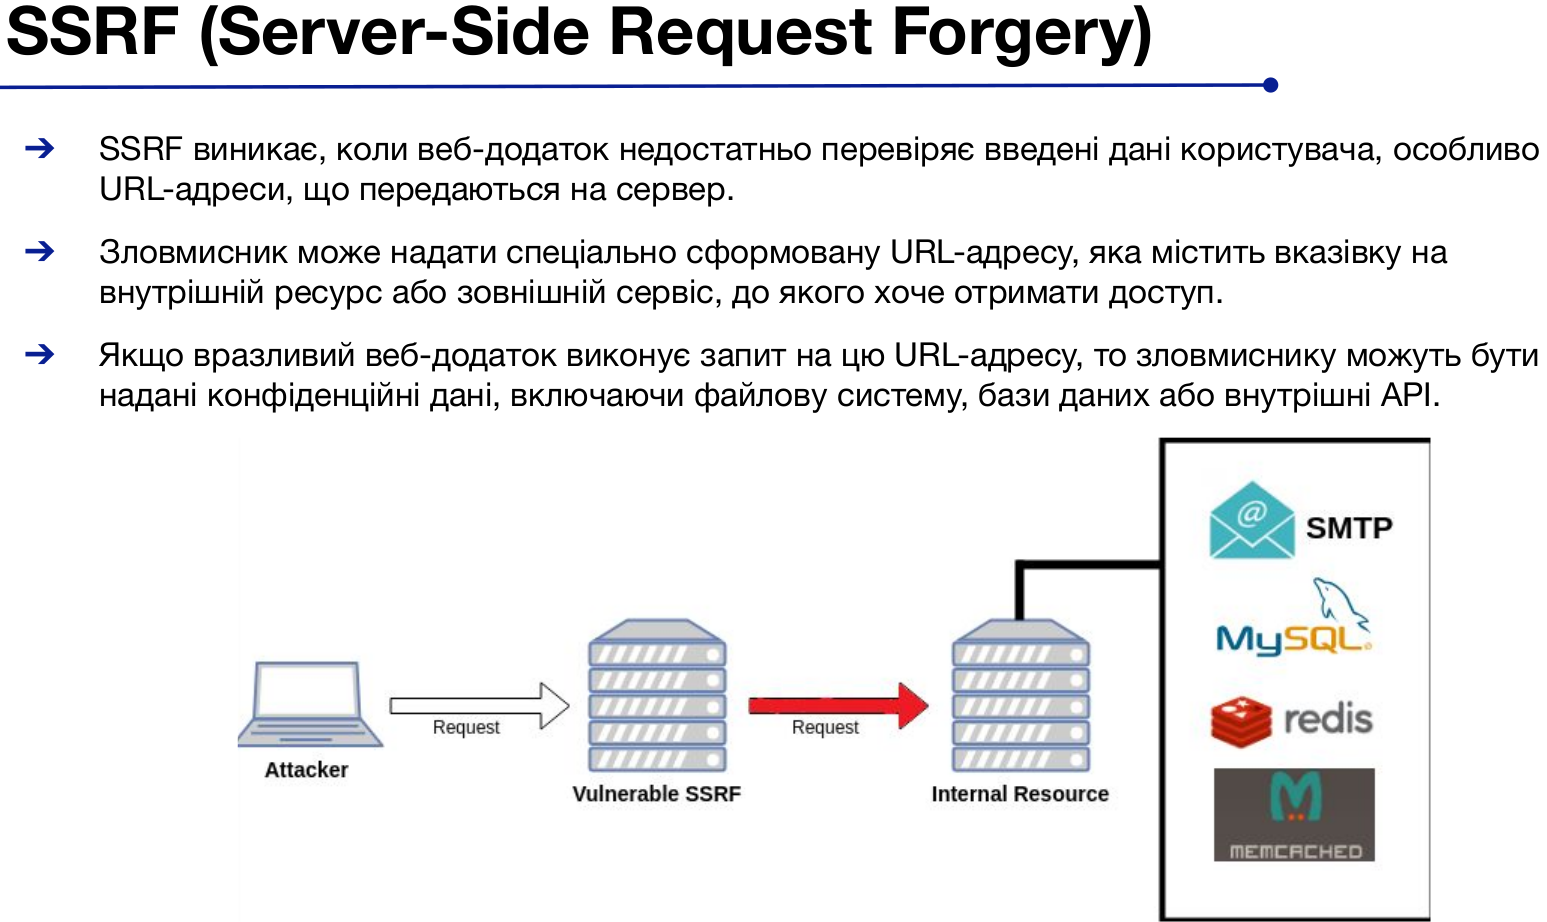 SSRF (Server-Side Request Forgery)
➔ SSRF виникає, коли веб-додаток недостатньо перевіряє введені дані користувача, особливо
URL-адреси, що передаються на сервер.
➔ Зловмисник може надати спеціально сформовану URL-адресу, яка містить вказівку на
внутрішній ресурс або зовнішній сервіс, до якого хоче отримати доступ.
➔ Якщо вразливий веб-додаток виконує запит на цю URL-адресу, то зловмиснику можуть бути
надані конфіденційні дані, включаючи файлову систему, бази даних або внутрішні API.
@ SMTP
MySQL
redis
MEMCACHED
Request
Request
Attacker
Vulnerable SSRF
Internal Resource